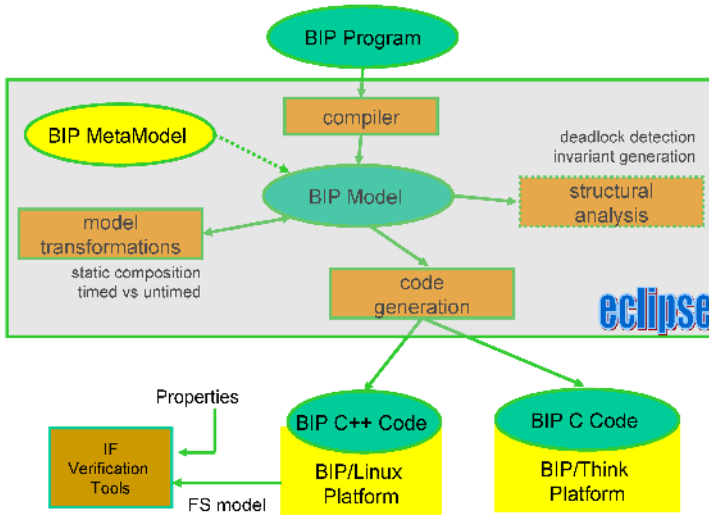 BIP Program
compiler
BIP MetaModel
deadlock detection
invariant generation
BIP Model
structural
analysis
model
transformations
static composition
timed vs untimed
code
generation
eclipse
Properties
BIP C++ Code
BIP C Code
IF
Verification
Tools
BIP/Linux
Platform
BIP/Think
Platform
FS model